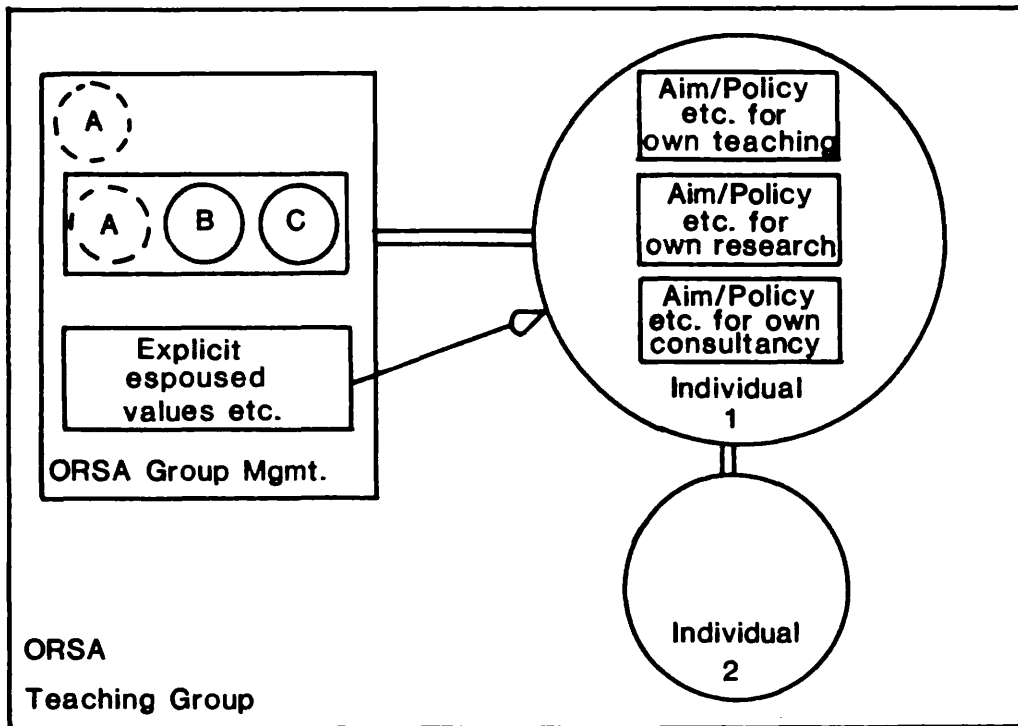 A
A B C
Explicit
espoused
values etc.
ORSA Group Mgmt.
Aim/Policy
etc. for
own teaching
Aim/Policy
etc. for
own research
Aim/Policy
etc. for own
consultancy
Individual
1
Individual
2
ORSA
Teaching Group